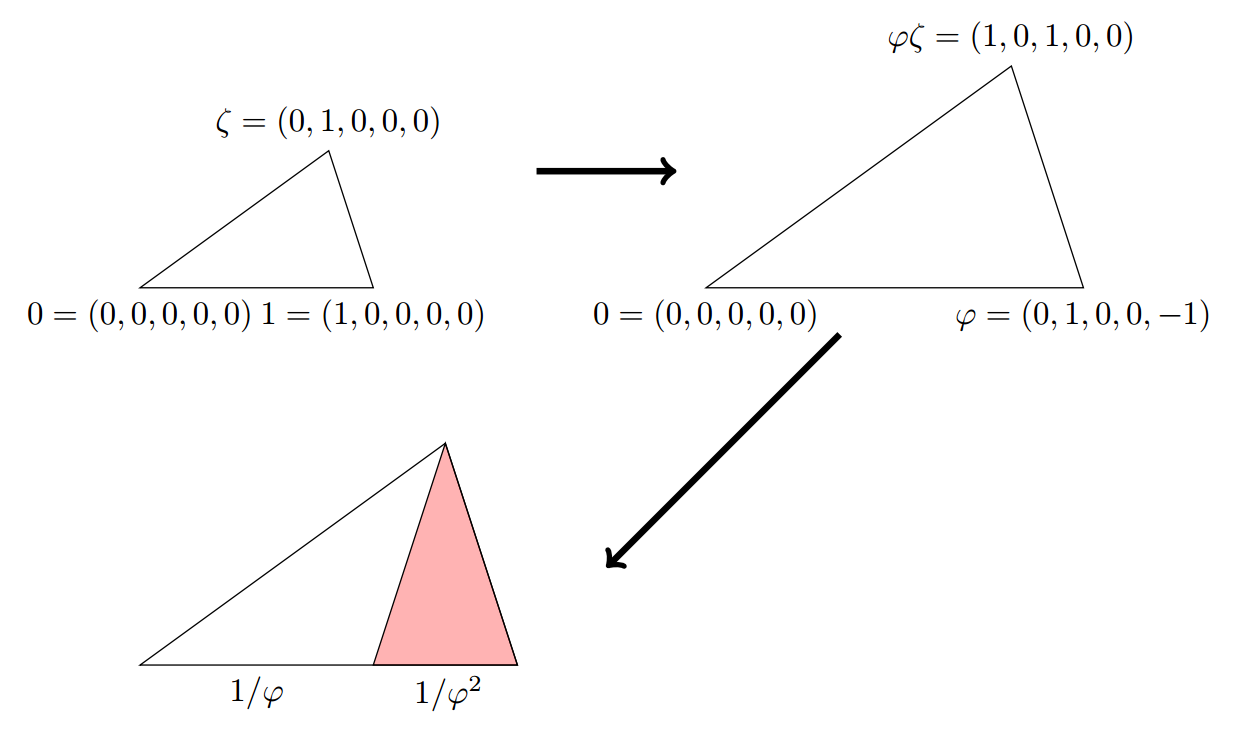 φζ = (1, 0, 1, 0, 0)
ζ = (0, 1, 0, 0, 0)
0 = (0, 0, 0, 0, 0) 1 = (1, 0, 0, 0, 0)
0 = (0, 0, 0, 0, 0)
φ = (0, 1, 0, 0, −1)
1/φ
1/φ²